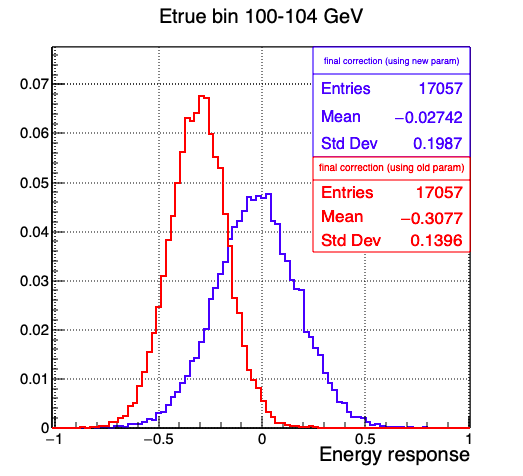 Etrue bin 100-104 GeV
final correction (using new param)
Entries 17057
Mean −0.02742
Std Dev 0.1987
final correction (using old param)
Entries 17057
Mean −0.3077
Std Dev 0.1396
0.07
0.06
0.05
0.04
0.03
0.02
0.01
0
−1 −0.5 0 0.5 1
Energy response